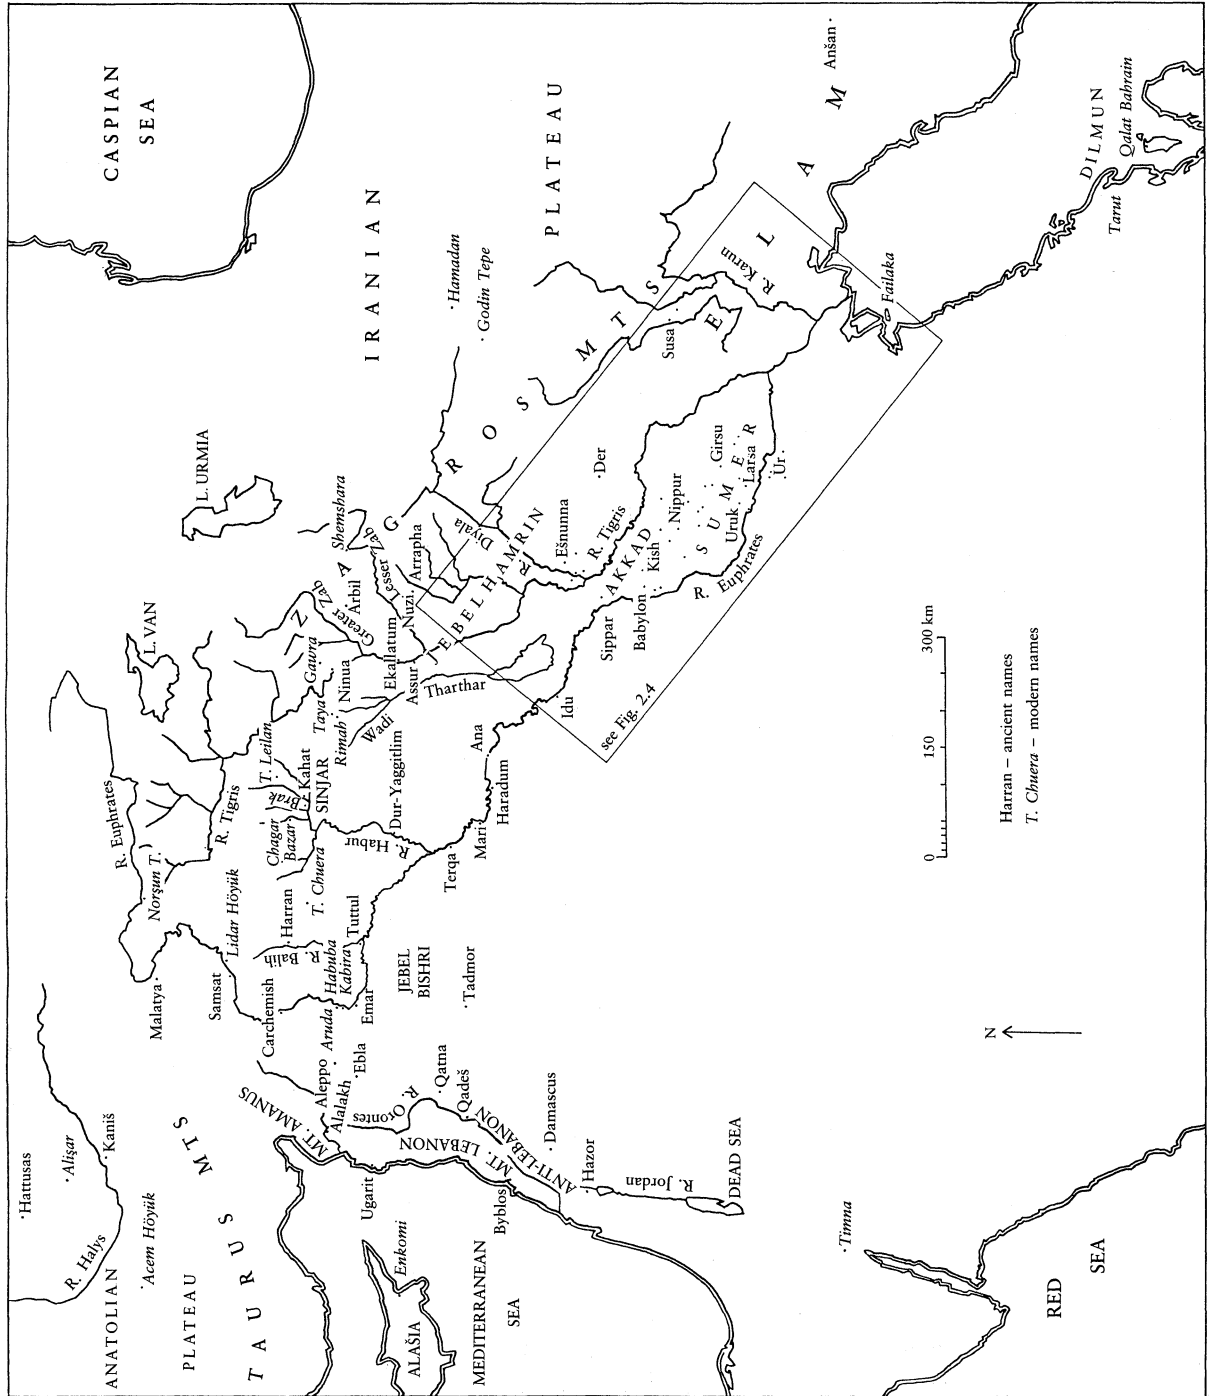 CASPIAN
SEA
IRANIAN
PLATEAU
ZAGROS MTS
ELAM
Anšan
DILMUN
Qalat Bahrain
Tarut
Failaka
R. Karun
Susa
Hamadan
Godin Tepe
L. URMIA
L. VAN
Shemshara
Lesser Zab
Greater Zab
Arbil
Arrapha
Nuzi
Diyala
R.
JEBEL HAMRIN
Ešnunna
Der
R. Tigris
AKKAD
Kish
Nippur
SUMER
Girsu
Larsa
Uruk
Ur
R. Euphrates
Sippar
Babylon
Idu
see Fig. 2.4
Gawra
Ninua
Ekallatum
Assur
Taya
Rimah
Wadi Tharthar
T. Leilan
Kahat
Brak
SINJAR
Chagar
Bazar
Dur-Yaggitlim
Ana
Haradum
Mari
Terqa
R. Habur
R. Euphrates
R. Tigris
Norşun T.
Lidar Höyük
Malatya
Samsat
Harran
T. Chuera
Tuttul
R. Balih
Habuba
Kabira
Carchemish
Aruda
Emar
JEBEL
BISHRI
Tadmor
Aleppo
Ebla
Alalakh
R. Orontes
Qatna
Qadeš
MT. AMANUS
MT. LEBANON
ANTI-LEBANON
Damascus
Hazor
R. Jordan
DEAD SEA
Ugarit
Byblos
Enkomi
ALAŠIA
MEDITERRANEAN
SEA
Timna
RED
SEA
Hattusas
Alişar
Kaniš
R. Halys
Acem Höyük
ANATOLIAN
PLATEAU
TAURUS MTS
N
0 150 300 km
Harran – ancient names
T. Chuera – modern names